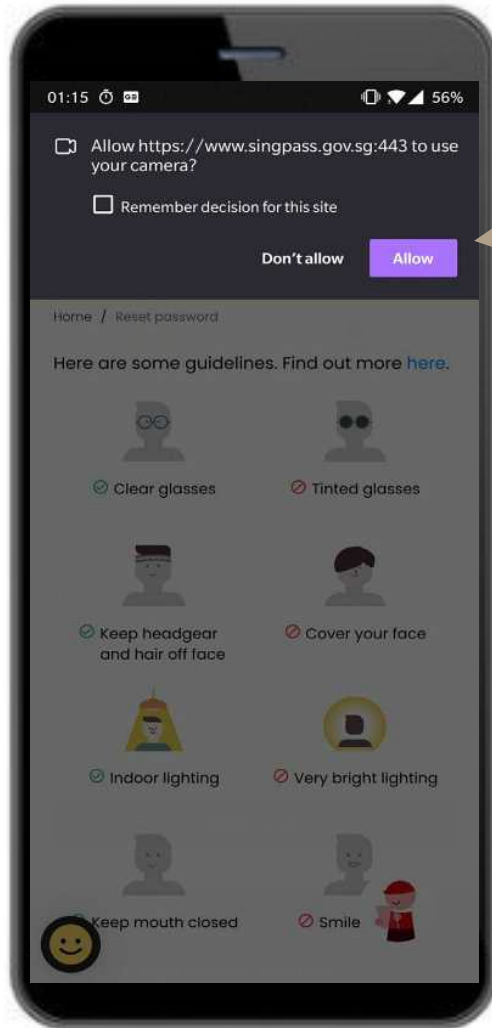 01:15 56%
Allow https://www.singpass.gov.sg:443 to use
your camera?
Remember decision for this site
Don't allow Allow
Home / Reset password
Here are some guidelines. Find out more here.
Clear glasses Tinted glasses
Keep headgear Cover your face
and hair off face
Indoor lighting Very bright lighting
Keep mouth closed Smile